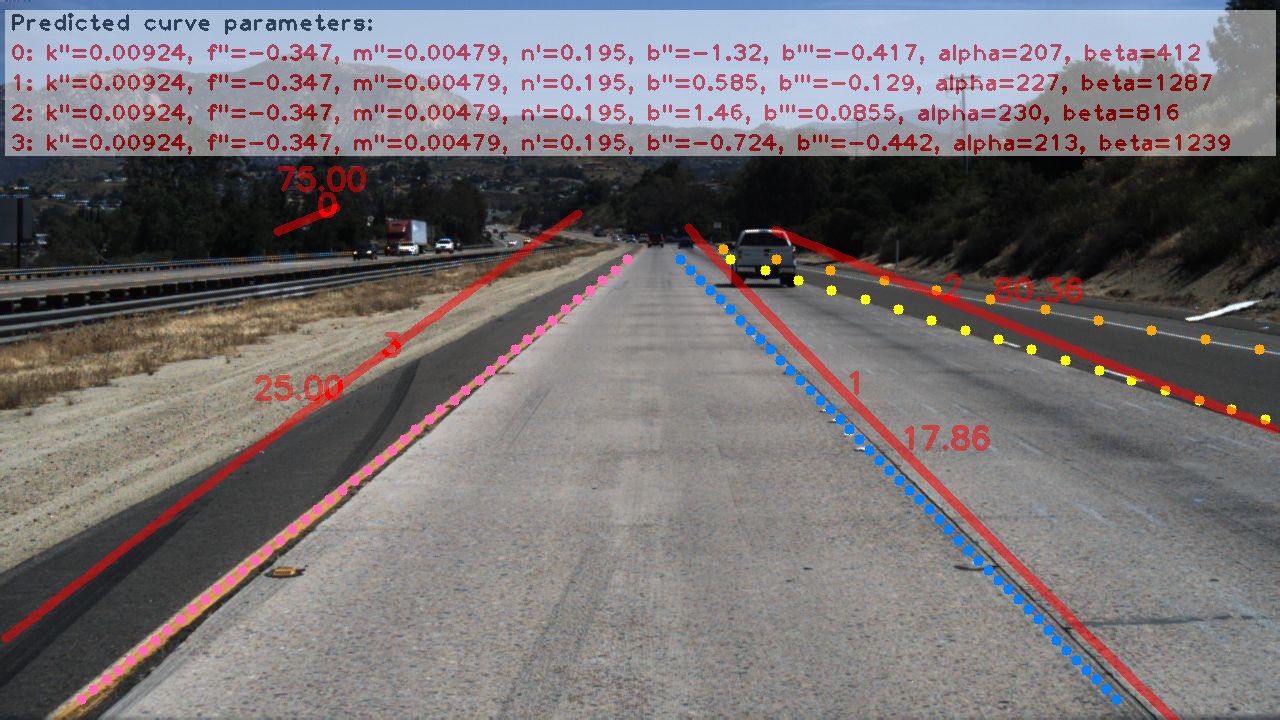 Predicted curve parameters:
0: k''=0.00924, f''=−0.347, m''=0.00479, n'=0.195, b''=−1.32, b'''=−0.417, alpha=207, beta=412
1: k''=0.00924, f''=−0.347, m''=0.00479, n'=0.195, b''=0.585, b'''=−0.129, alpha=227, beta=1287
2: k''=0.00924, f''=−0.347, m''=0.00479, n'=0.195, b''=1.46, b'''=0.0855, alpha=230, beta=816
3: k''=0.00924, f''=−0.347, m''=0.00479, n'=0.195, b''=−0.724, b'''=−0.442, alpha=213, beta=1239
75.00
0
2 80.36
3
25.00
1
17.86